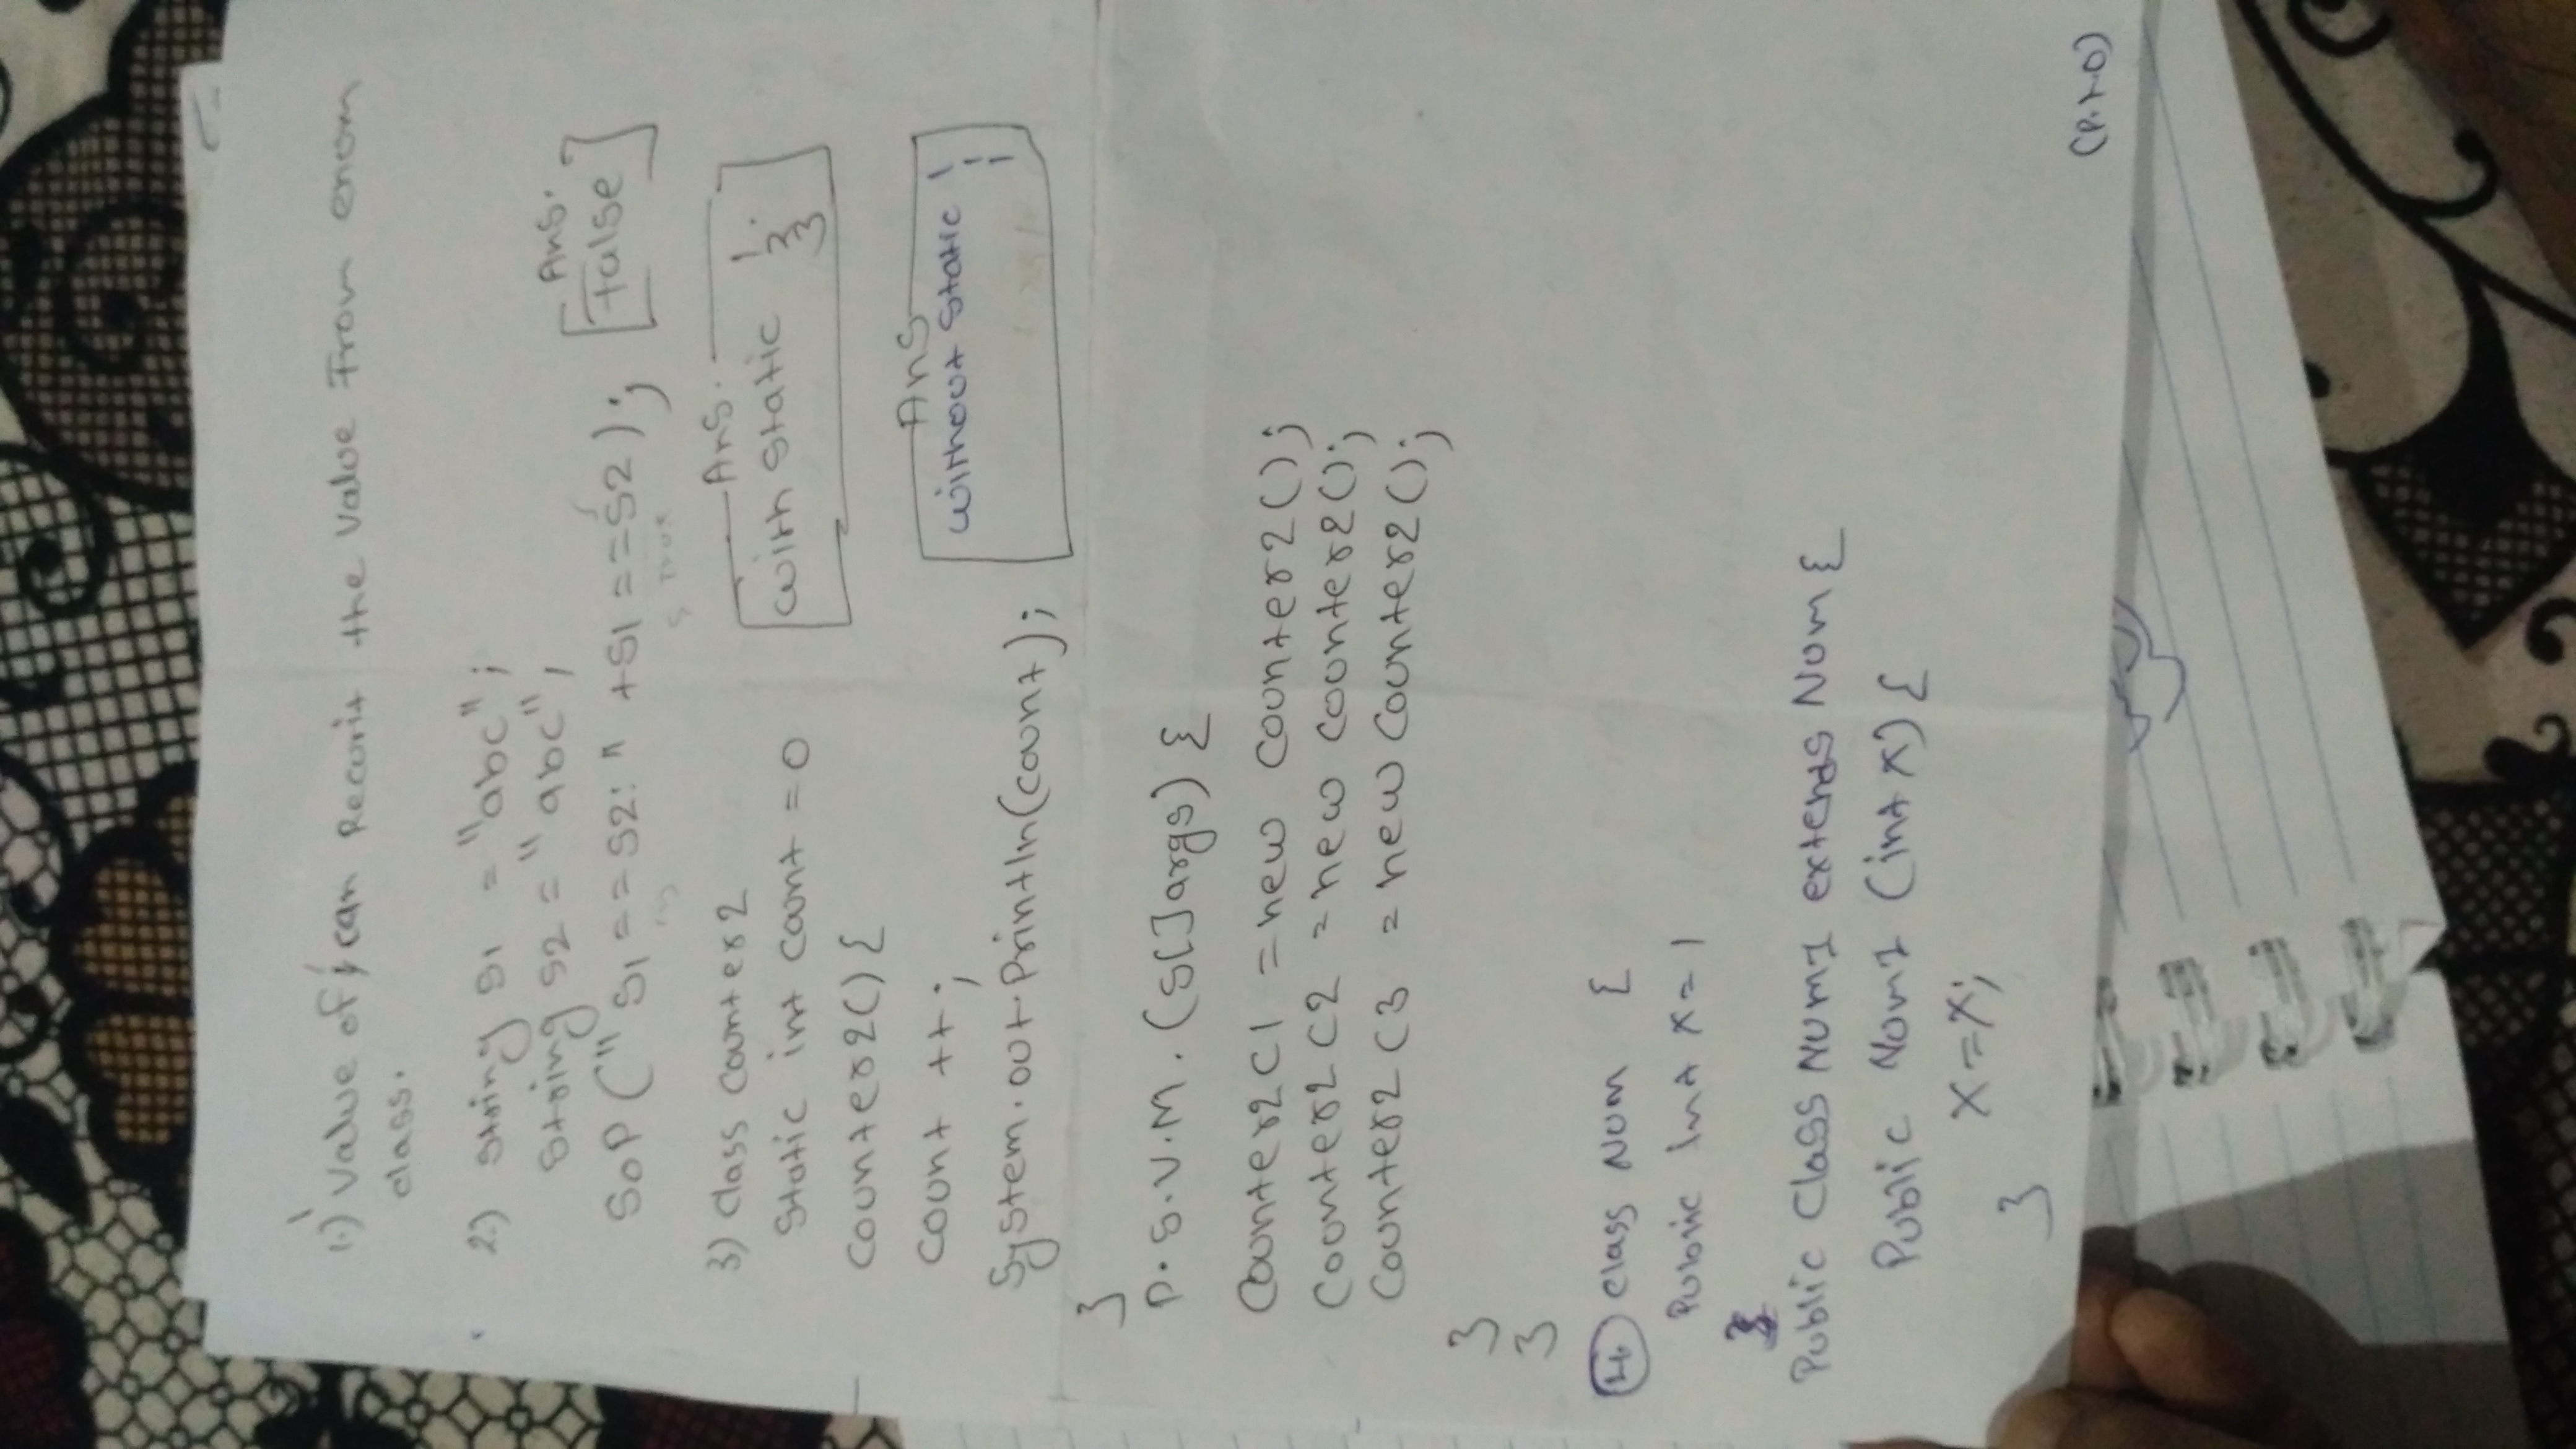 1.) Value of can recurit the value From enom
class.
2.) string s1 = "abc";
string s2 = "abc";
SOP ("s1 == s2: " + s1 == s2);
Ans.
False
3) class counter2
static int count = 0
counter2() {
count ++;
System.out.Println(count);
}
Ans.
with static 1
2
3
Ans
without static 1
1
1
P.S.V.M. (S[] args) {
Counter2 C1 = new counter2();
Counter2 C2 = new counter2();
Counter2 C3 = new counter2();
}
}
4. class Num {
Public Int x = 1
Public Class Num1 extends Num {
Public Num1 (int x) {
x = x;
}
(P.T.O)